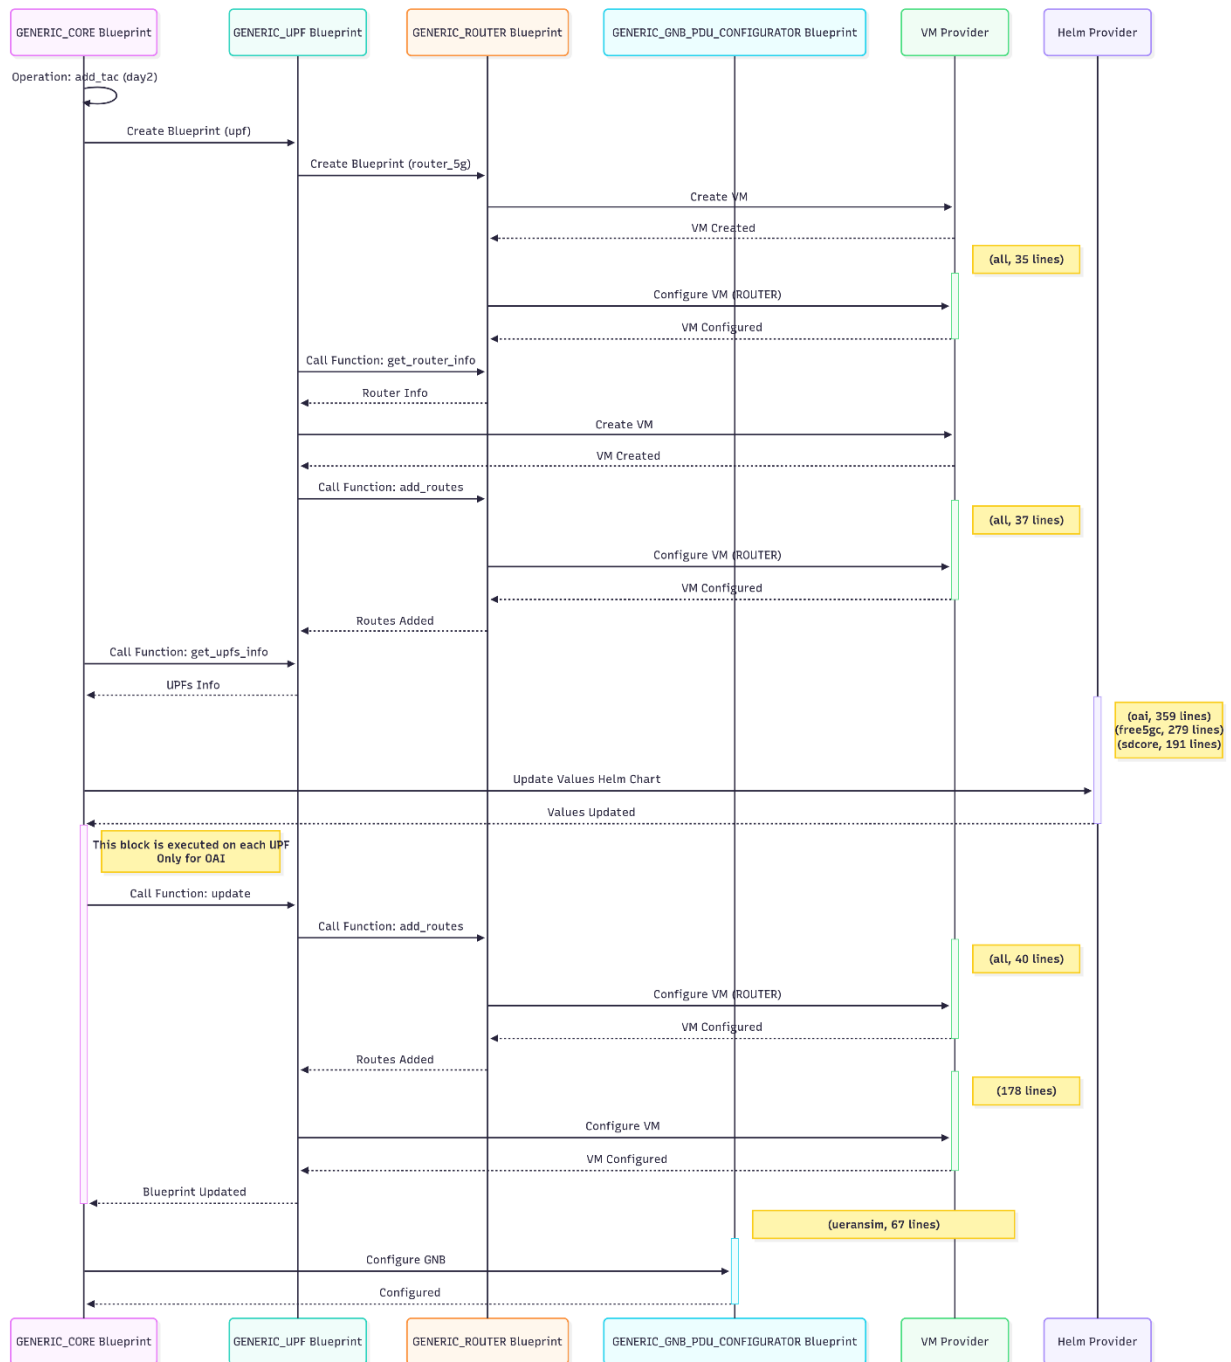 GENERIC_CORE Blueprint
GENERIC_UPF Blueprint
GENERIC_ROUTER Blueprint
GENERIC_GNB_PDU_CONFIGURATOR Blueprint
VM Provider
Helm Provider
Operation: add_tac (day2)
Create Blueprint (upf)
Create Blueprint (router_5g)
Create VM
VM Created
(all, 35 lines)
Configure VM (ROUTER)
VM Configured
Call Function: get_router_info
Router Info
Create VM
VM Created
Call Function: add_routes
(all, 37 lines)
Configure VM (ROUTER)
VM Configured
Routes Added
Call Function: get_upfs_info
UPFs Info
(oai, 359 lines)
(free5gc, 279 lines)
(sdcore, 191 lines)
Update Values Helm Chart
Values Updated
This block is executed on each UPF
Only for OAI
Call Function: update
Call Function: add_routes
(all, 40 lines)
Configure VM (ROUTER)
VM Configured
Routes Added
(178 lines)
Configure VM
VM Configured
Blueprint Updated
(ueransim, 67 lines)
Configure GNB
Configured
GENERIC_CORE Blueprint
GENERIC_UPF Blueprint
GENERIC_ROUTER Blueprint
GENERIC_GNB_PDU_CONFIGURATOR Blueprint
VM Provider
Helm Provider